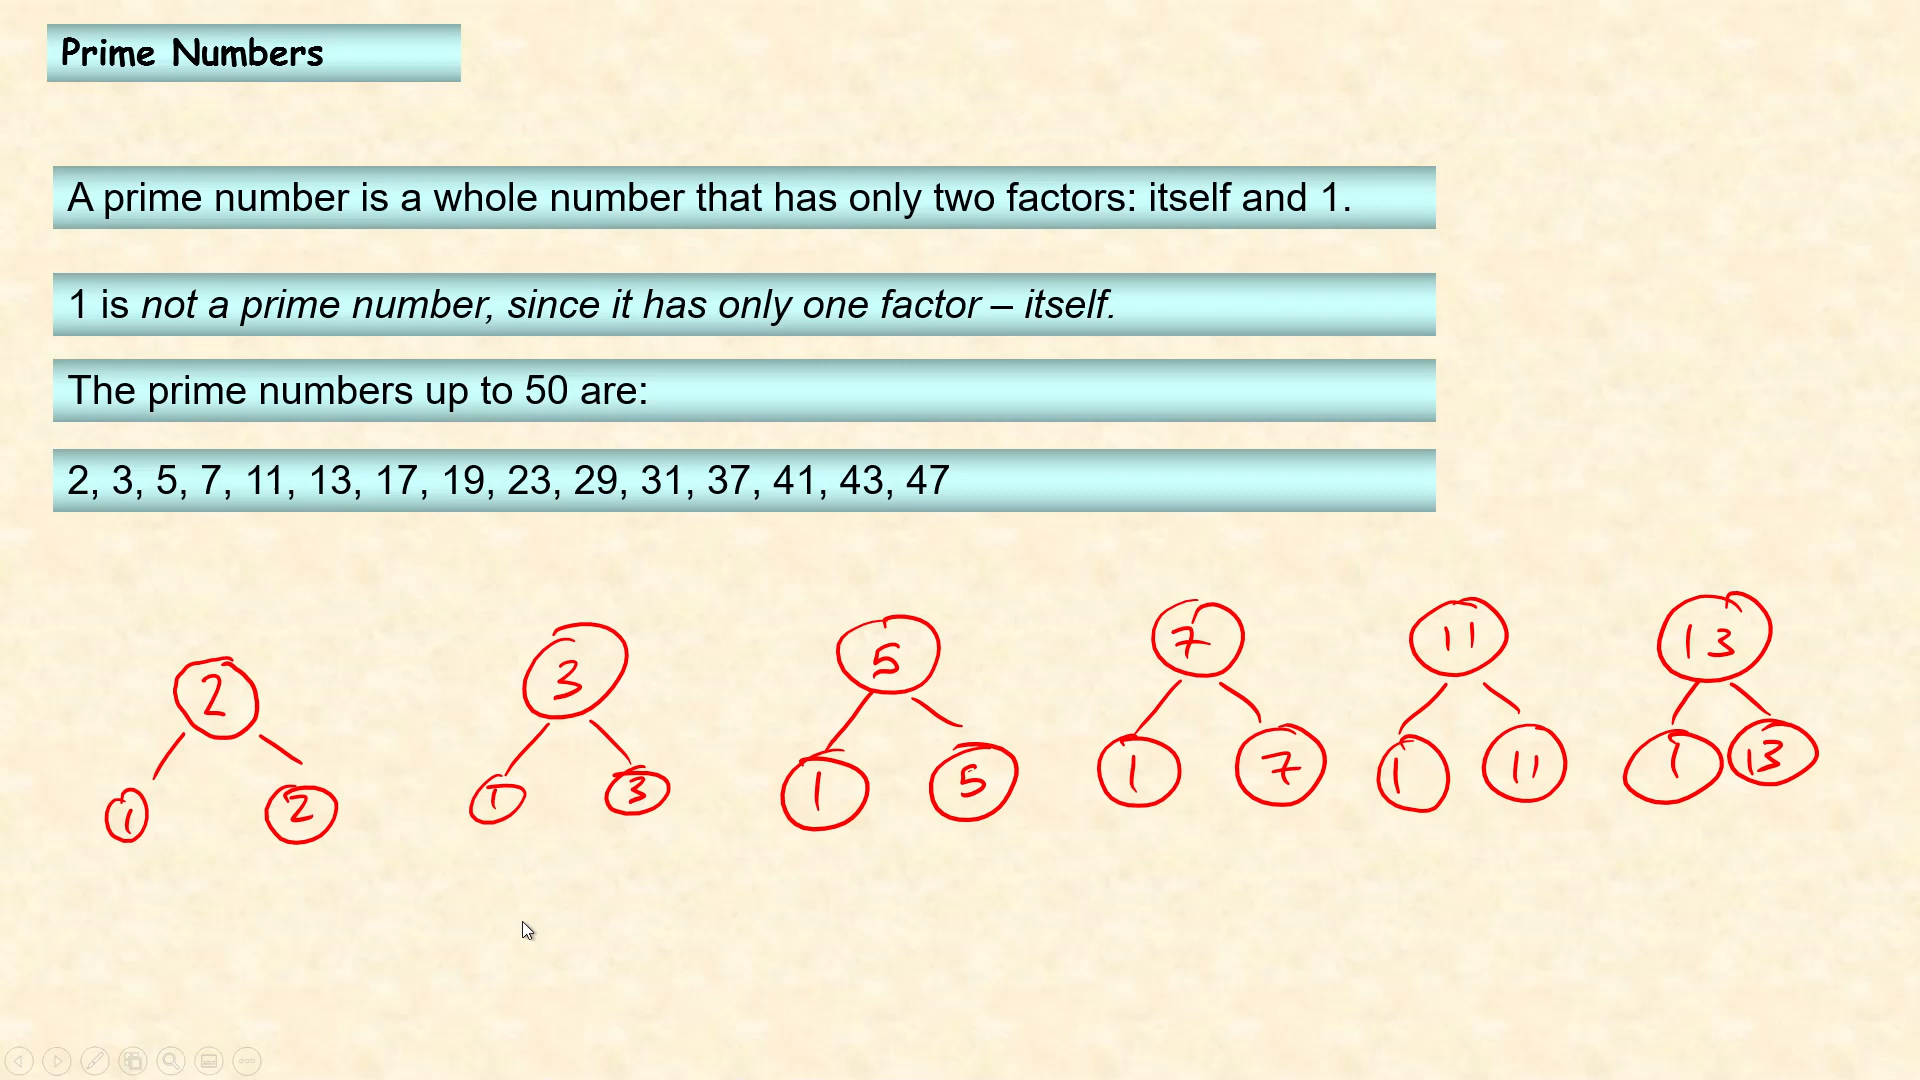 Prime Numbers
A prime number is a whole number that has only two factors: itself and 1.
1 is not a prime number, since it has only one factor – itself.
The prime numbers up to 50 are:
2, 3, 5, 7, 11, 13, 17, 19, 23, 29, 31, 37, 41, 43, 47
2 3 5 7 11 13
1 2 1 3 1 5 1 7 1 11 1 13